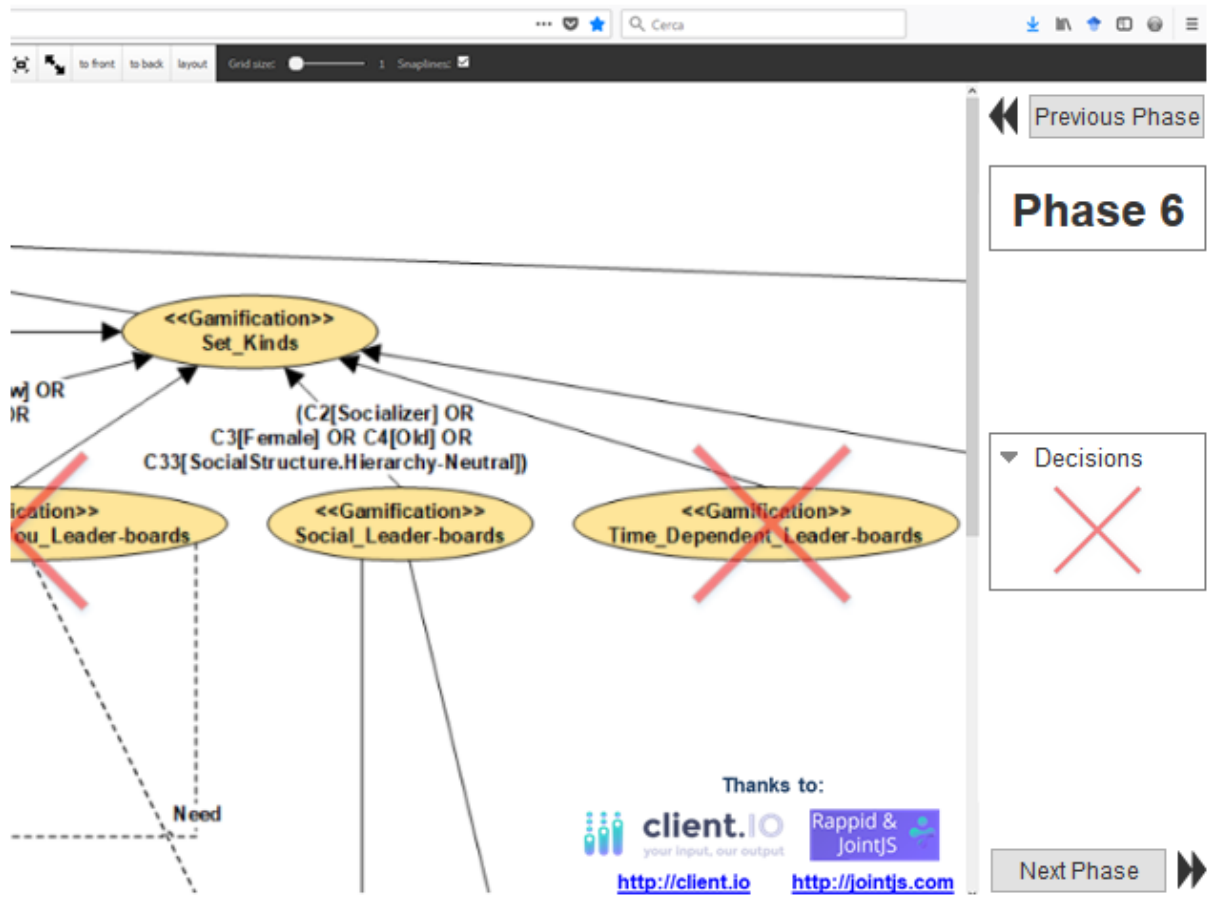 Cerca
to front to back layout Grid size: 1 Snaplines:
Previous Phase
Phase 6
<<Gamification>>
Set_Kinds
w] OR
OR
(C2[Socializer] OR
C3[Female] OR C4[Old] OR
C33[SocialStructure.Hierarchy-Neutral])
Decisions
ication>>
ou_Leader-boards
<<Gamification>>
Social_Leader-boards
<<Gamification>>
Time_Dependent_Leader-boards
Need
Thanks to:
client.IO
your input, our output
Rappid &
JointJS
http://client.io
http://jointjs.com
Next Phase